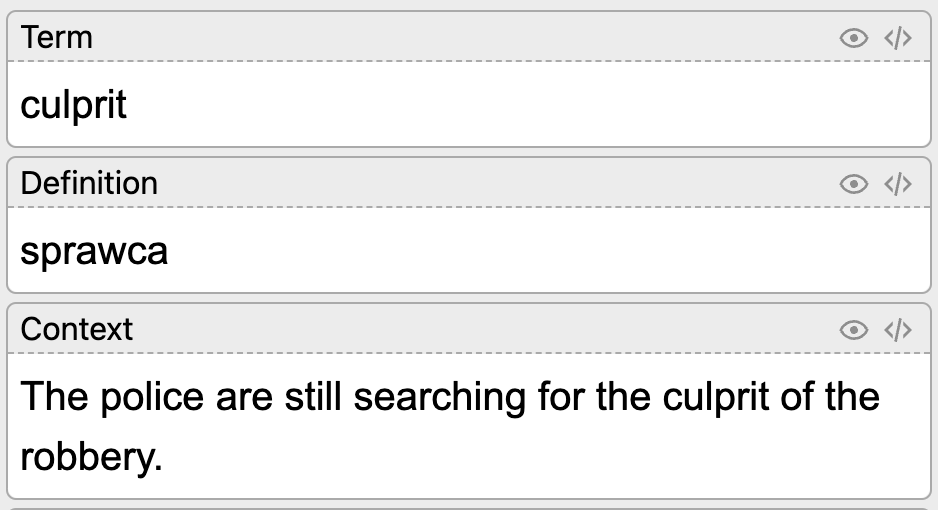 Term
culprit
Definition
sprawca
Context
The police are still searching for the culprit of the
robbery.